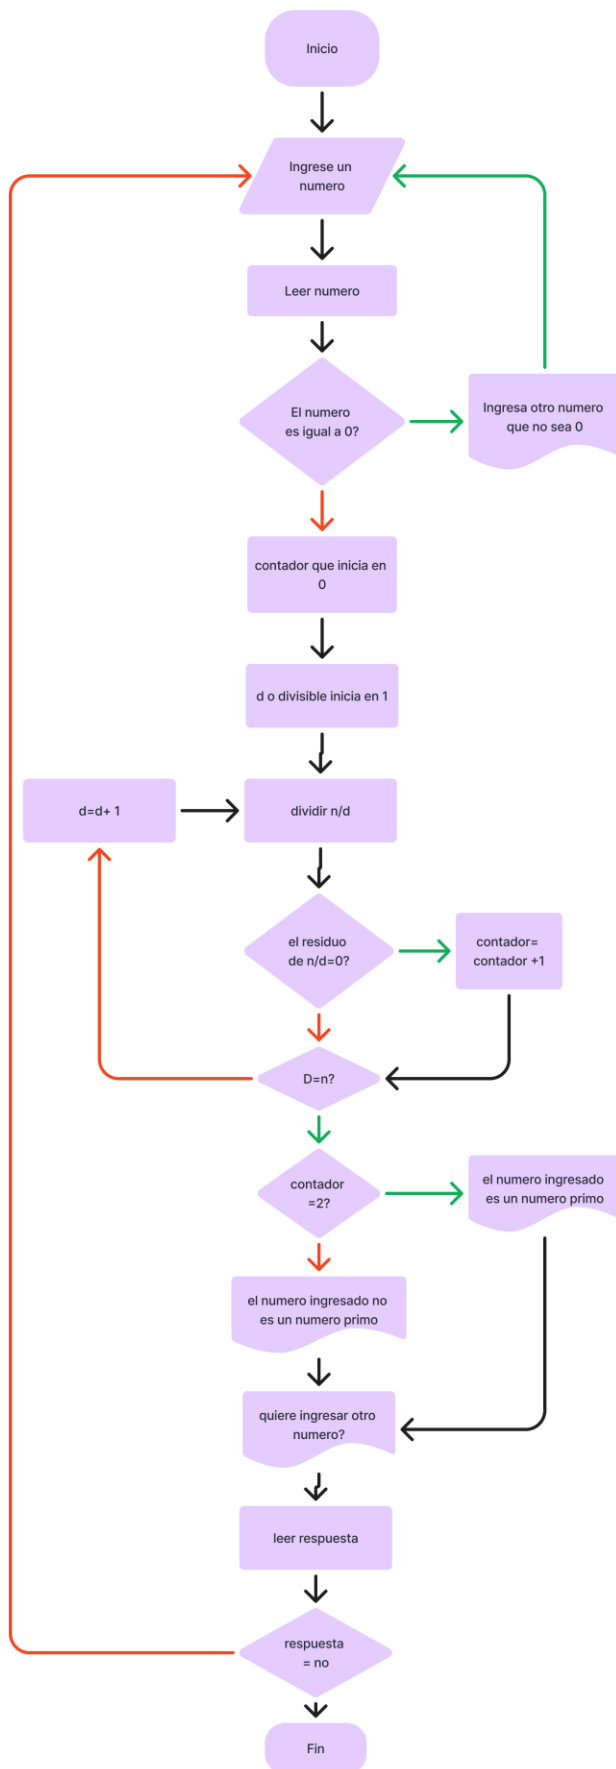 Inicio
Ingrese un
numero
Leer numero
El numero
es igual a 0?
Ingresa otro numero
que no sea 0
contador que inicia en
0
d o divisible inicia en 1
d=d+ 1
dividir n/d
el residuo
de n/d=0?
contador=
contador +1
D=n?
contador
=2?
el numero ingresado
es un numero primo
el numero ingresado no
es un numero primo
quiere ingresar otro
numero?
leer respuesta
respuesta
= no
Fin